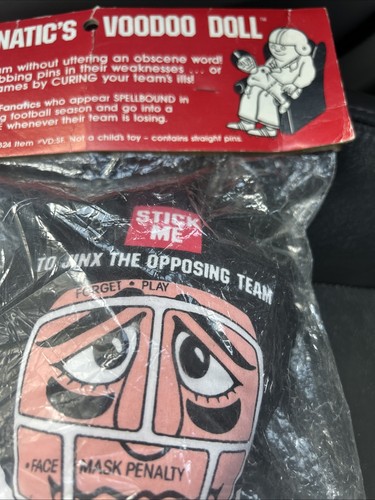 NATIC'S VOODOO DOLL™
m without uttering an obscene word!
bbing pins in their weaknesses ... or
ames by CURING your team's ills!
Fanatics who appear SPELLBOUND in
g football season and go into a
E whenever their team is losing.
324 Item #VD.5F. Not a child's toy – contains straight pins.
STICK
ME
TO JINX THE OPPOSING TEAM
FORGET • PLAY
•FACE MASK PENALTY